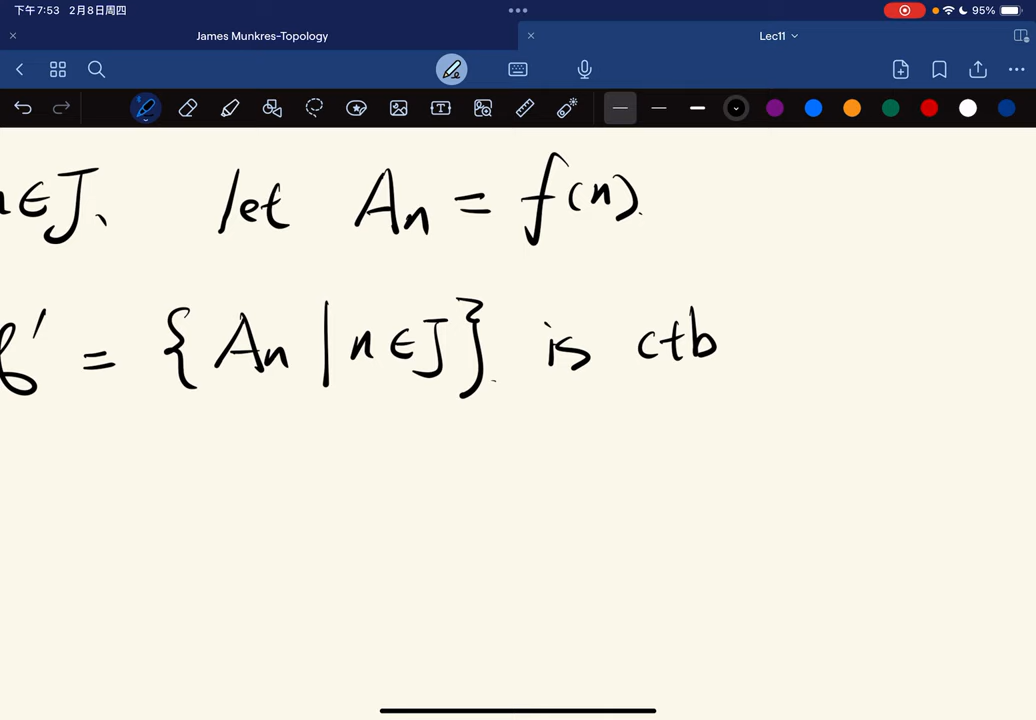 下午7:53 2月8日周四
95%
James Munkres-Topology
Lec11
n∈J、 let An = f(n).
' = { An | n∈J } is ctb